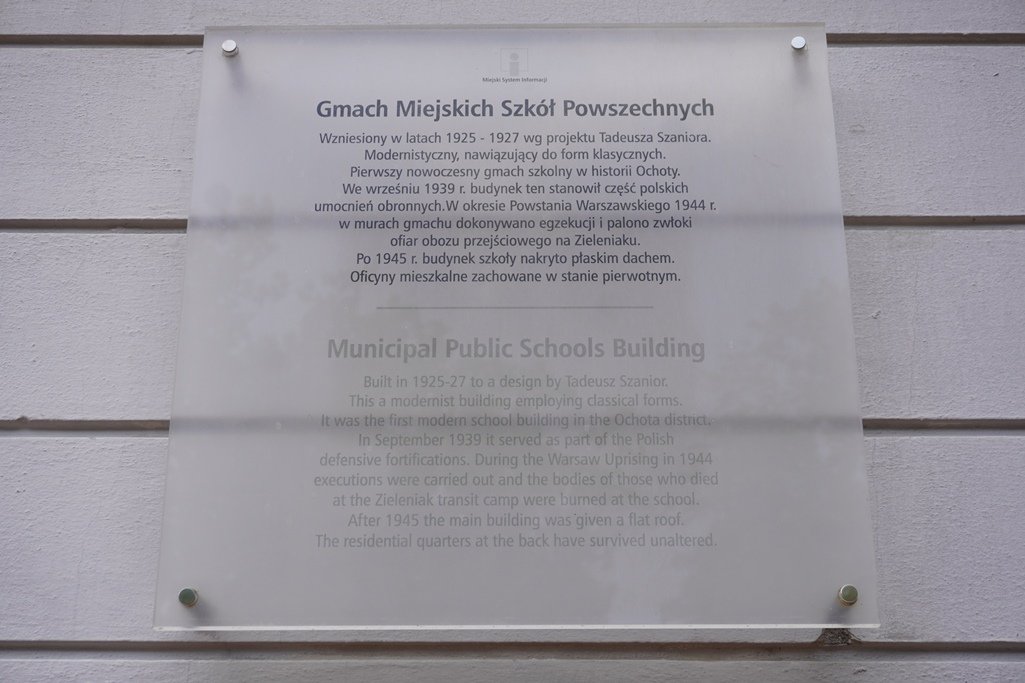 i
Miejski System Informacji
Gmach Miejskich Szkół Powszechnych
Wzniesiony w latach 1925 - 1927 wg projektu Tadeusza Szaniora.
Modernistyczny, nawiązujący do form klasycznych.
Pierwszy nowoczesny gmach szkolny w historii Ochoty.
We wrześniu 1939 r. budynek ten stanowił część polskich
umocnień obronnych.W okresie Powstania Warszawskiego 1944 r.
w murach gmachu dokonywano egzekucji i palono zwłoki
ofiar obozu przejściowego na Zieleniaku.
Po 1945 r. budynek szkoły nakryto płaskim dachem.
Oficyny mieszkalne zachowane w stanie pierwotnym.
Municipal Public Schools Building
Built in 1925-27 to a design by Tadeusz Szanior.
This a modernist building employing classical forms.
It was the first modern school building in the Ochota district.
In September 1939 it served as part of the Polish
defensive fortifications. During the Warsaw Uprising in 1944
executions were carried out and the bodies of those who died
at the Zieleniak transit camp were burned at the school.
After 1945 the main building was given a flat roof.
The residential quarters at the back have survived unaltered.